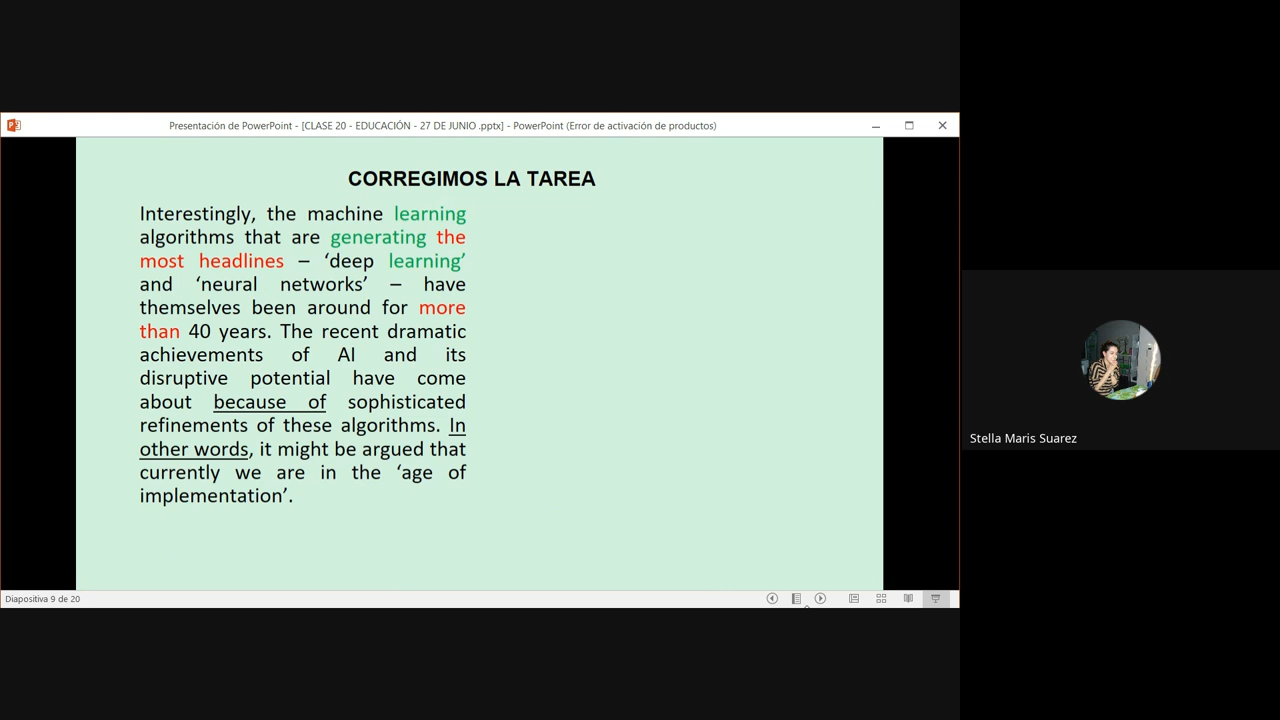 Presentación de PowerPoint - [CLASE 20 - EDUCACIÓN - 27 DE JUNIO .pptx] - PowerPoint (Error de activación de productos)
CORREGIMOS LA TAREA
Interestingly, the machine learning
algorithms that are generating the
most headlines – ‘deep learning’
and ‘neural networks’ – have
themselves been around for more
than 40 years. The recent dramatic
achievements of AI and its
disruptive potential have come
about because of sophisticated
refinements of these algorithms. In
other words, it might be argued that
currently we are in the ‘age of
implementation’.
Stella Maris Suarez
Diapositiva 9 de 20